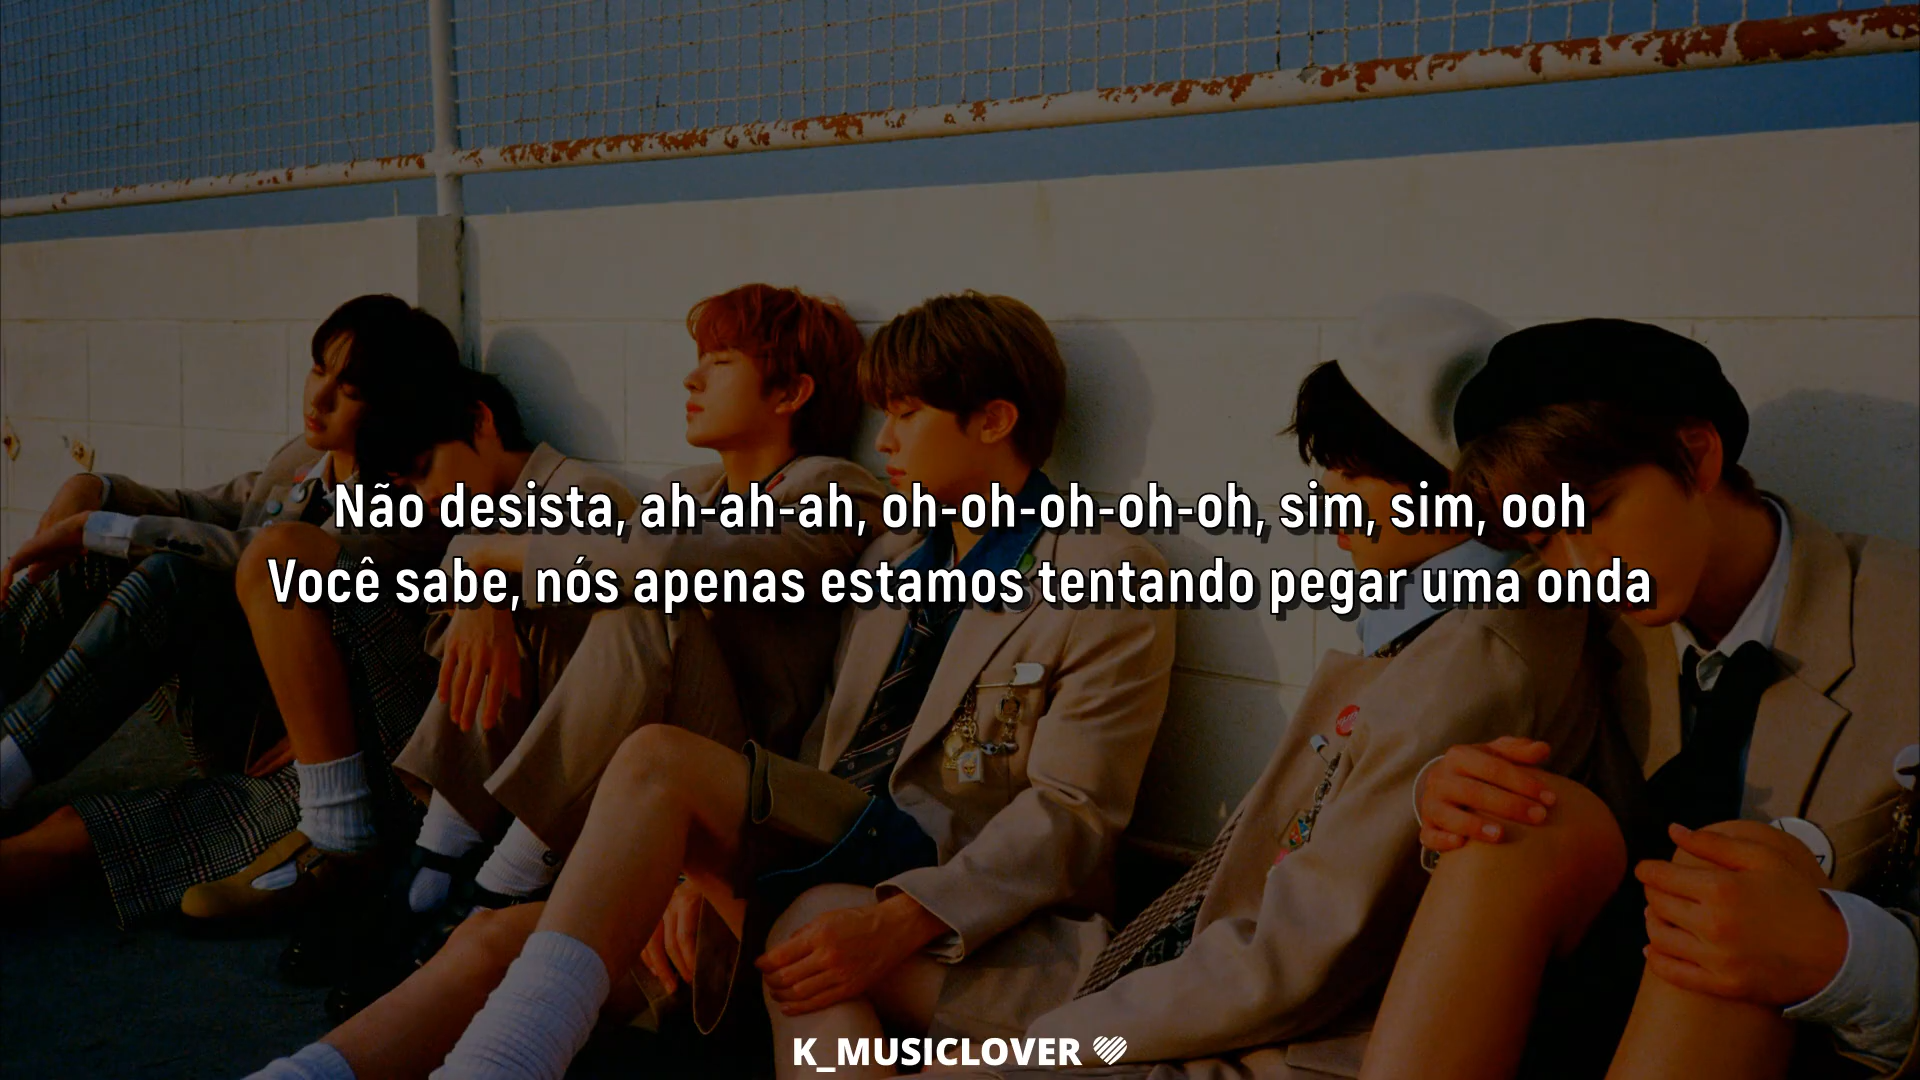 Não desista, ah-ah-ah, oh-oh-oh-oh-oh, sim, sim, ooh
Você sabe, nós apenas estamos tentando pegar uma onda
K_MUSICLOVER